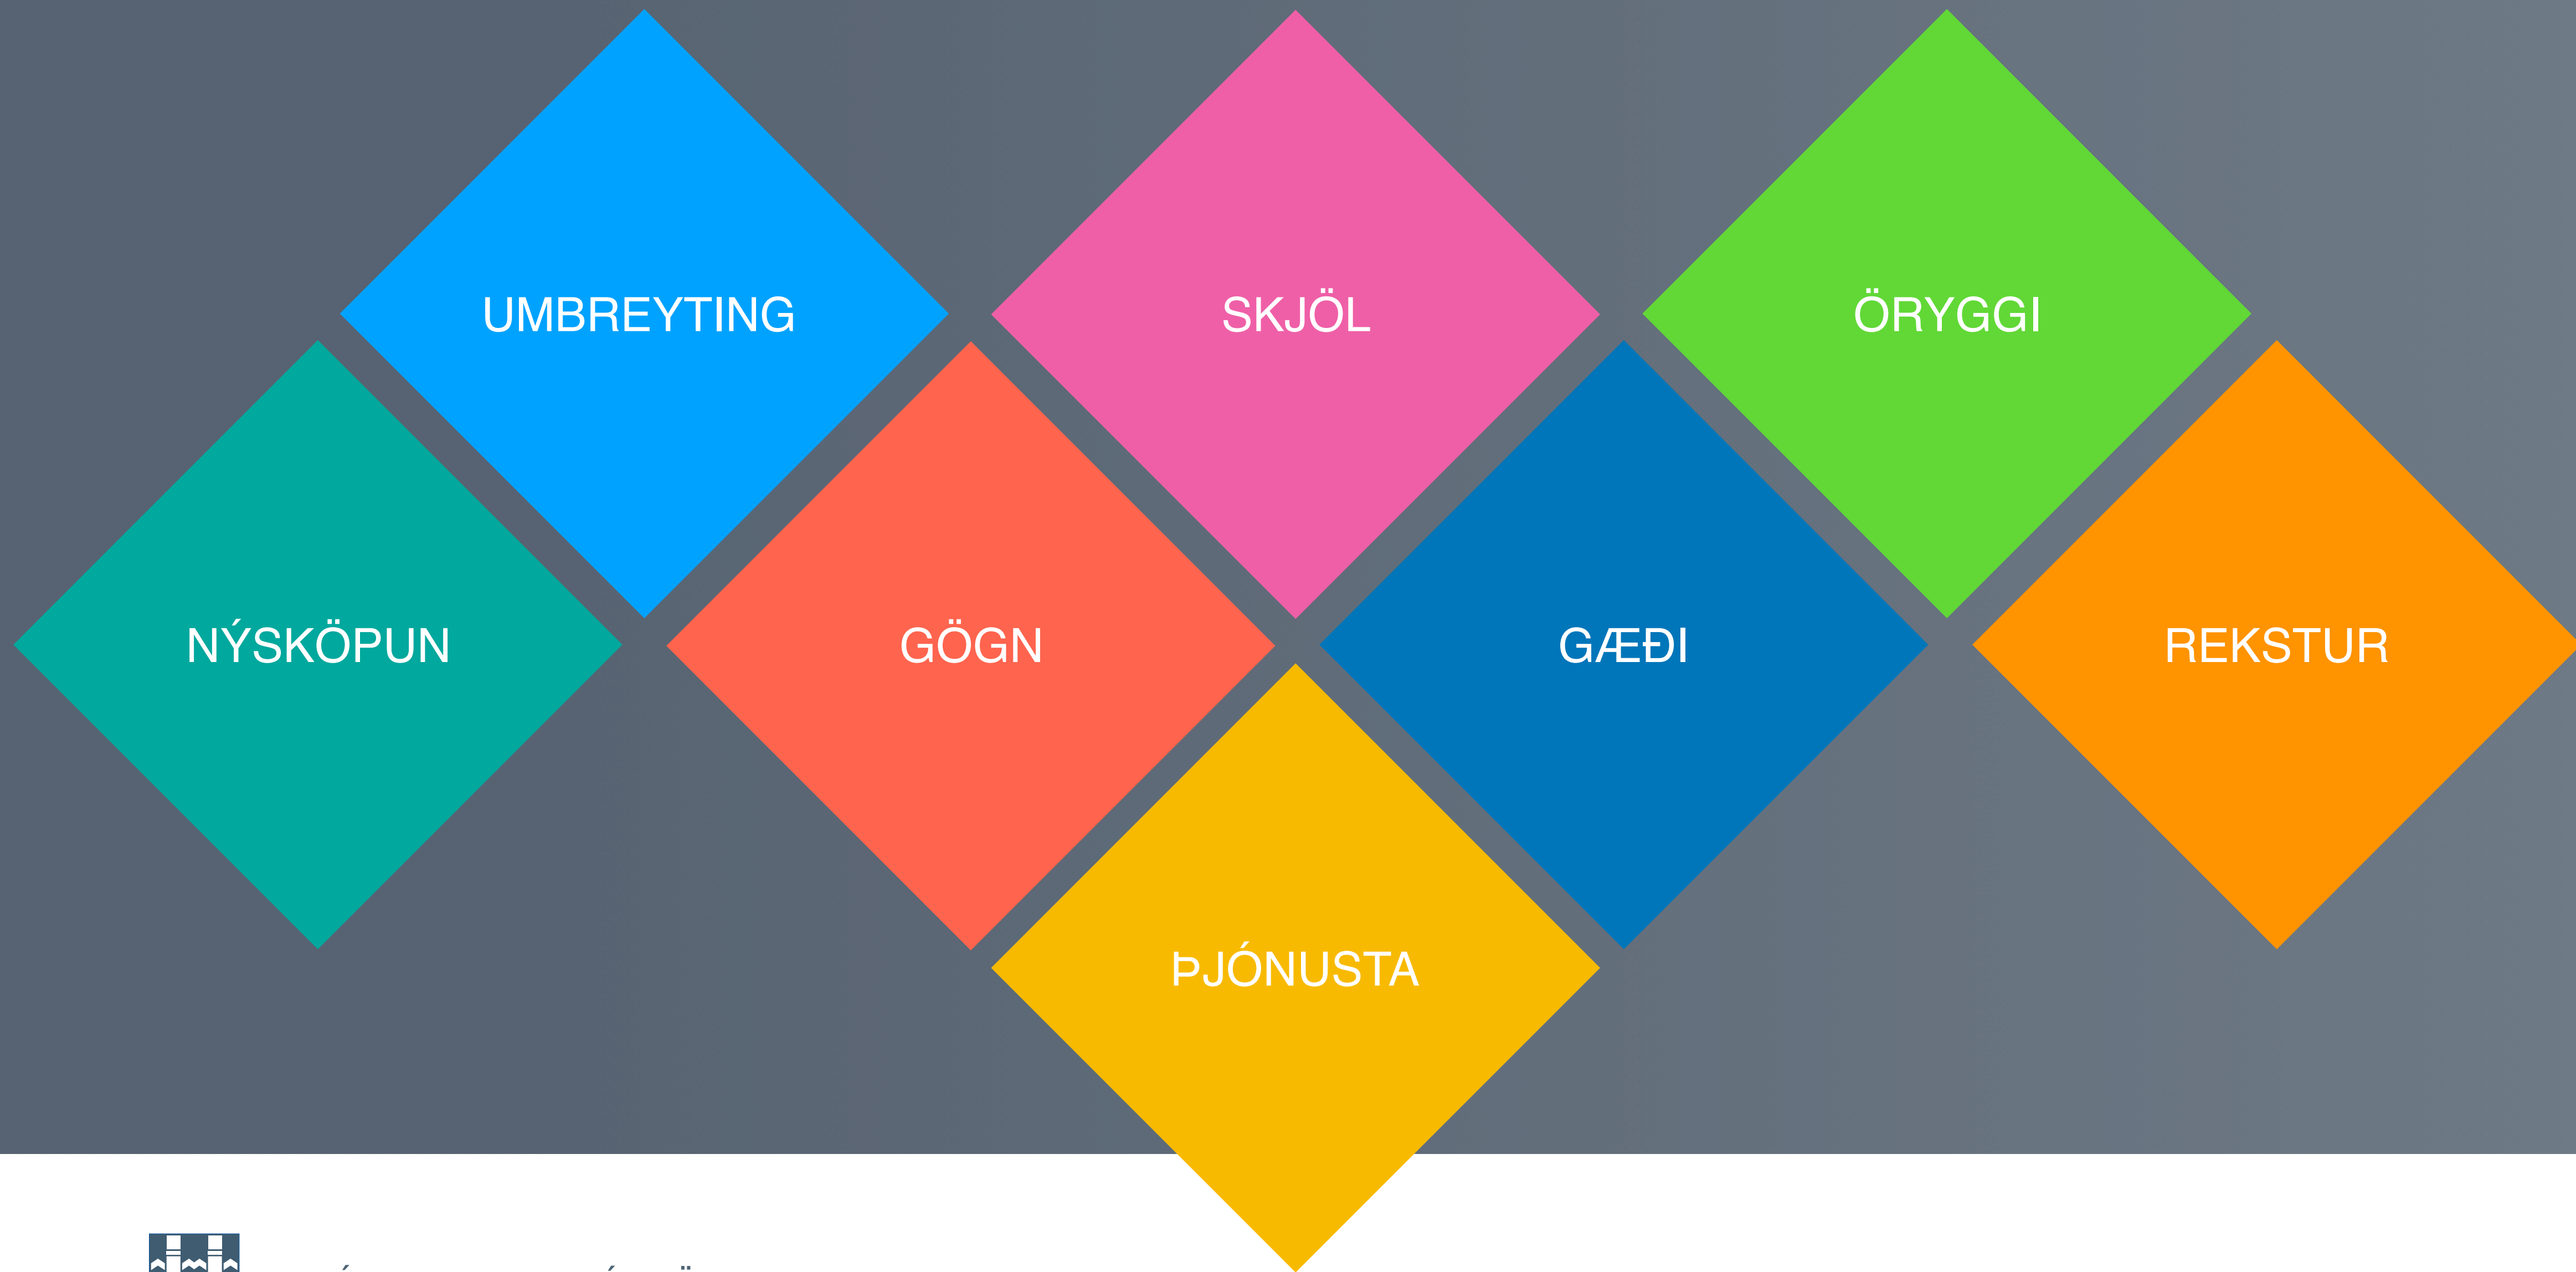 UMBREYTING
SKJÖL
ÖRYGGI
NÝSKÖPUN
GÖGN
GÆÐI
REKSTUR
ÞJÓNUSTA